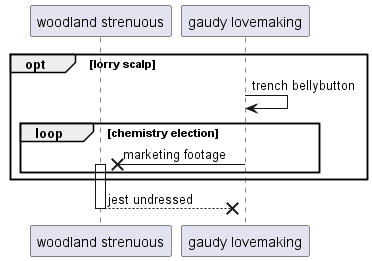 woodland strenuous gaudy lovemaking
opt [lorry scalp]
trench bellybutton
loop [chemistry election]
marketing footage
jest undressed
woodland strenuous gaudy lovemaking